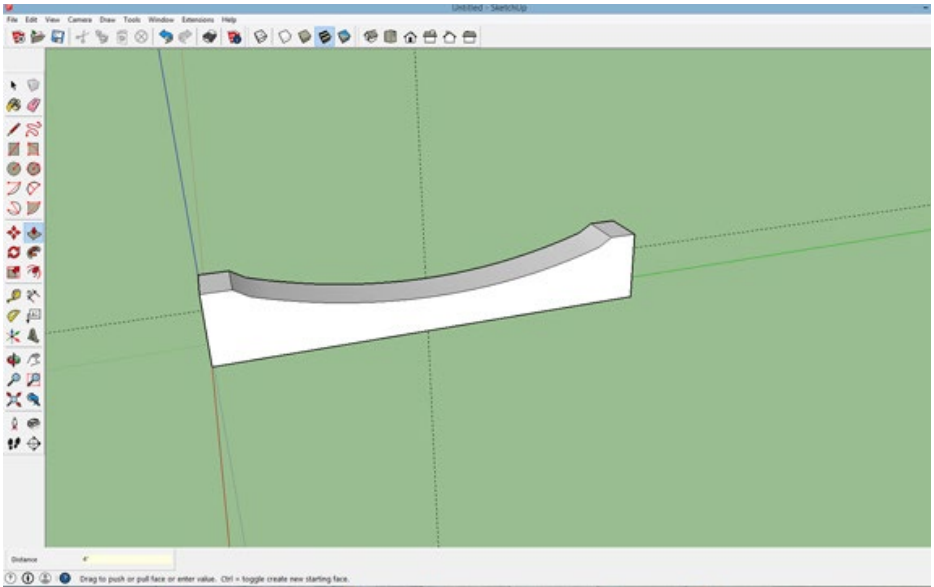 Untitled - SketchUp
File Edit View Camera Draw Tools Window Extensions Help
Distance 4'
Drag to push or pull face or enter value. Ctrl = toggle create new starting face.